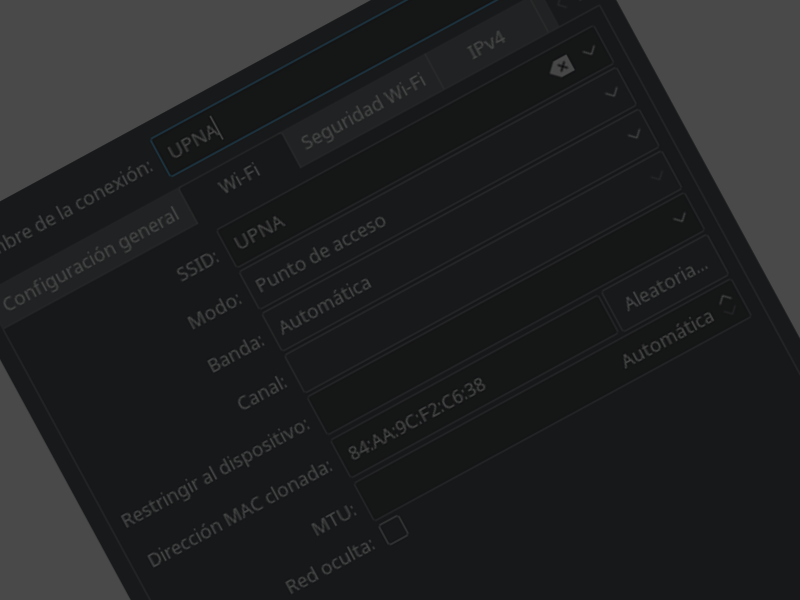 mbre de la conexión: UPNA
Configuración general Wi-Fi Seguridad Wi-Fi IPv4
SSID: UPNA
Modo: Punto de acceso
Banda: Automática
Canal:
Restringir al dispositivo:
Dirección MAC clonada: 84:AA:9C:F2:C6:38 Aleatoria...
MTU: Automática
Red oculta: